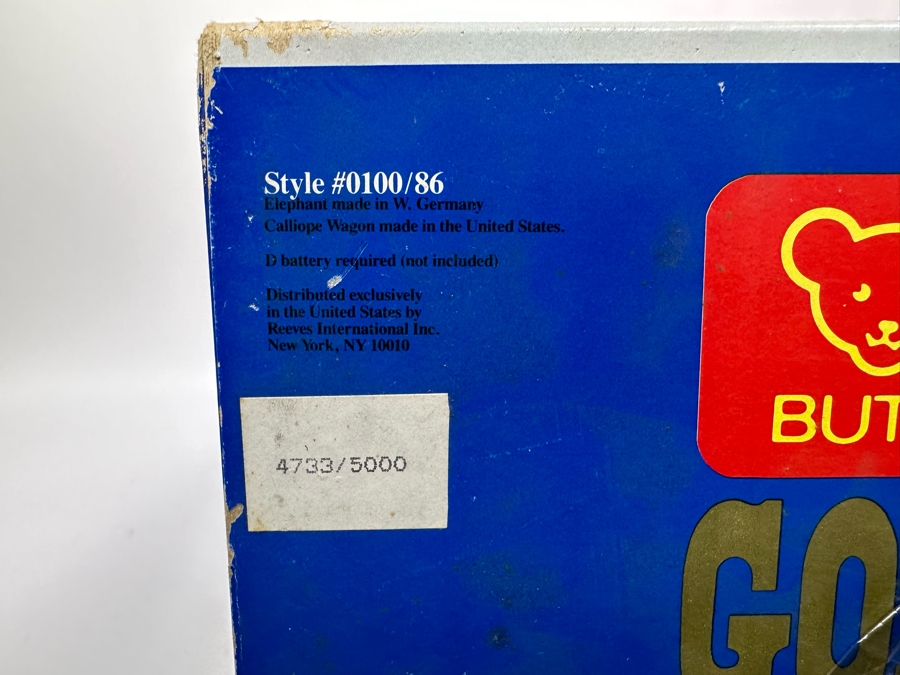 Style #0100/86
Elephant made in W. Germany
Calliope Wagon made in the United States.
D battery required (not included)
Distributed exclusively
in the United States by
Reeves International Inc.
New York, NY 10010
4733/5000
BUT
GO